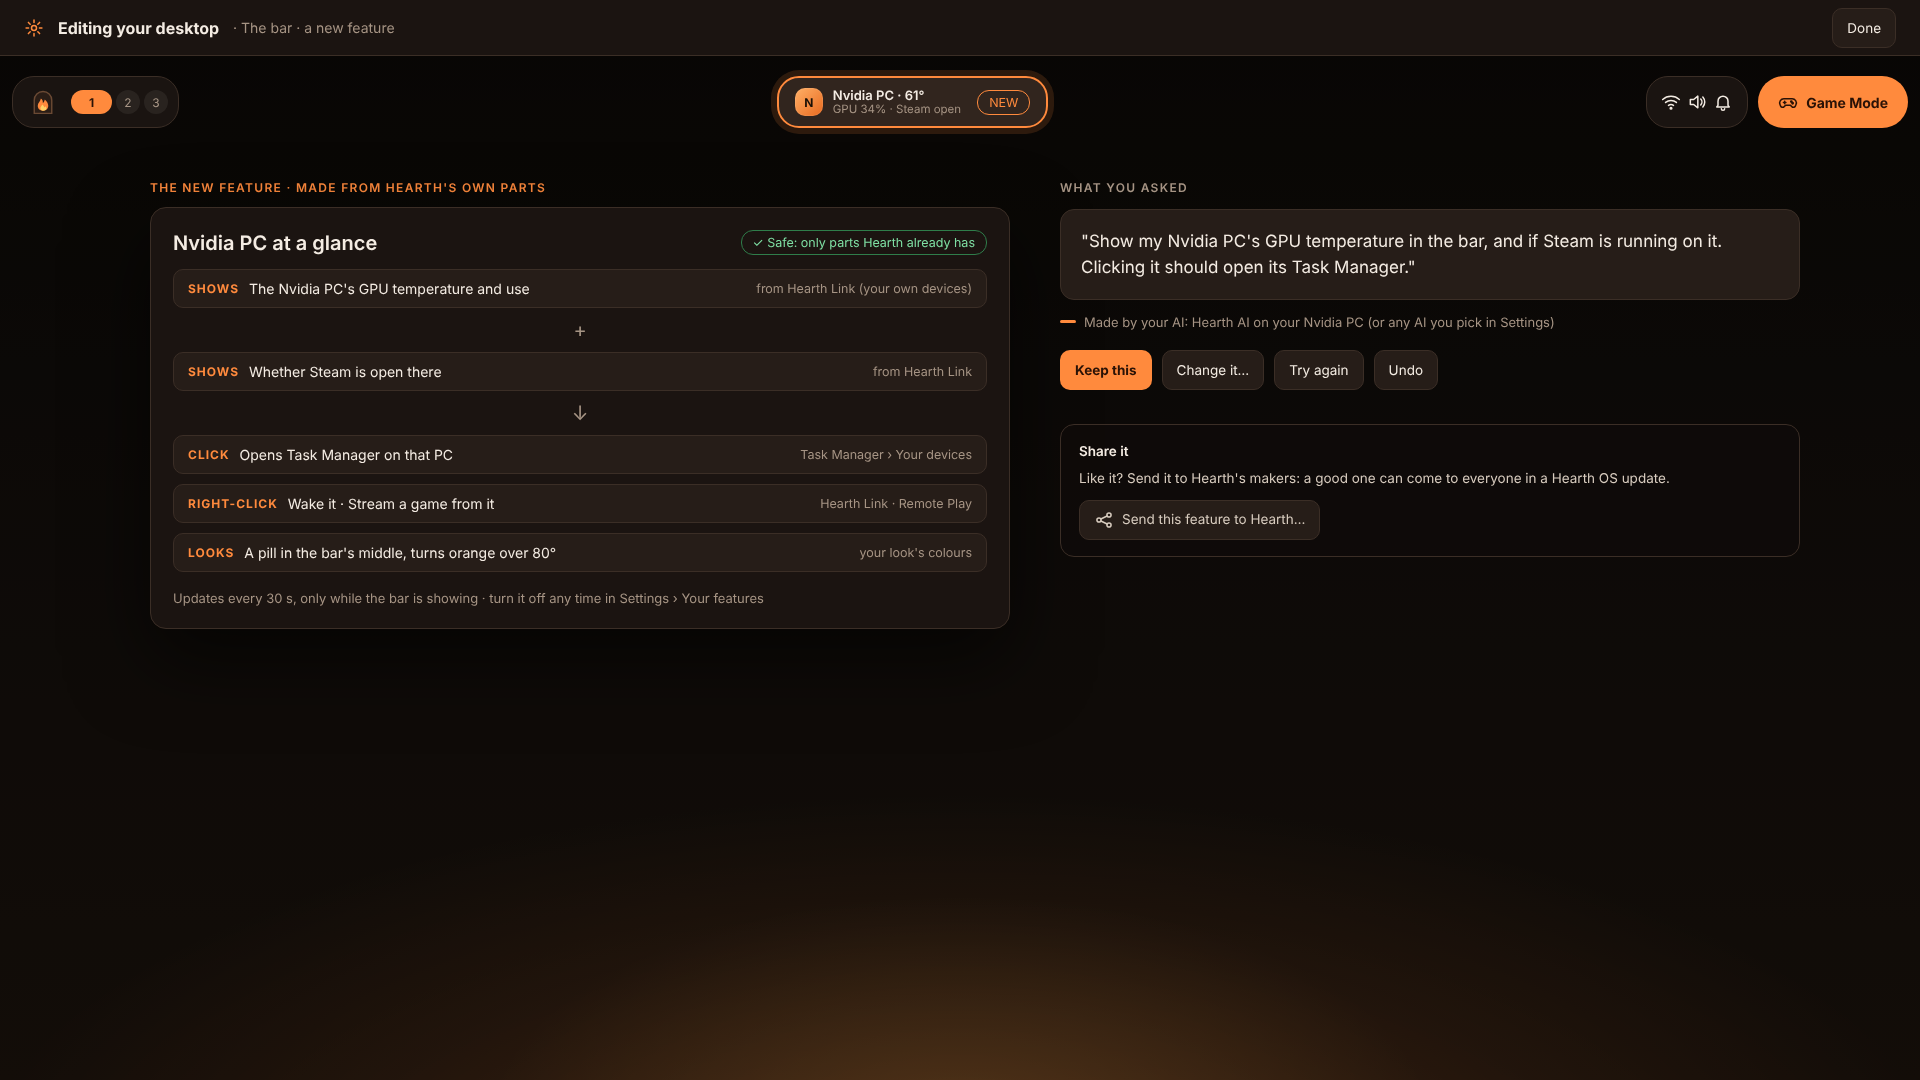 Editing your desktop · The bar · a new feature
Done
1 2 3
N
Nvidia PC · 61°
GPU 34% · Steam open
NEW
Game Mode
THE NEW FEATURE · MADE FROM HEARTH'S OWN PARTS
Nvidia PC at a glance
✓ Safe: only parts Hearth already has
SHOWS The Nvidia PC's GPU temperature and use from Hearth Link (your own devices)
+
SHOWS Whether Steam is open there from Hearth Link
↓
CLICK Opens Task Manager on that PC Task Manager › Your devices
RIGHT-CLICK Wake it · Stream a game from it Hearth Link · Remote Play
LOOKS A pill in the bar's middle, turns orange over 80° your look's colours
Updates every 30 s, only while the bar is showing · turn it off any time in Settings › Your features
WHAT YOU ASKED
"Show my Nvidia PC's GPU temperature in the bar, and if Steam is running on it.
Clicking it should open its Task Manager."
Made by your AI: Hearth AI on your Nvidia PC (or any AI you pick in Settings)
Keep this Change it... Try again Undo
Share it
Like it? Send it to Hearth's makers: a good one can come to everyone in a Hearth OS update.
Send this feature to Hearth...